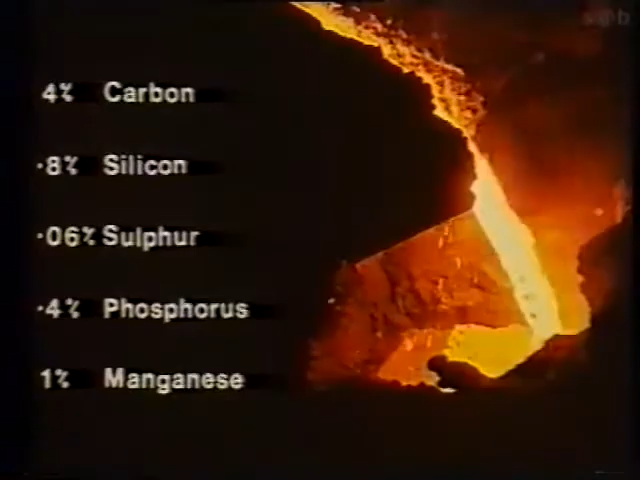 4% Carbon
·8% Silicon
·06% Sulphur
·4% Phosphorus
1% Manganese